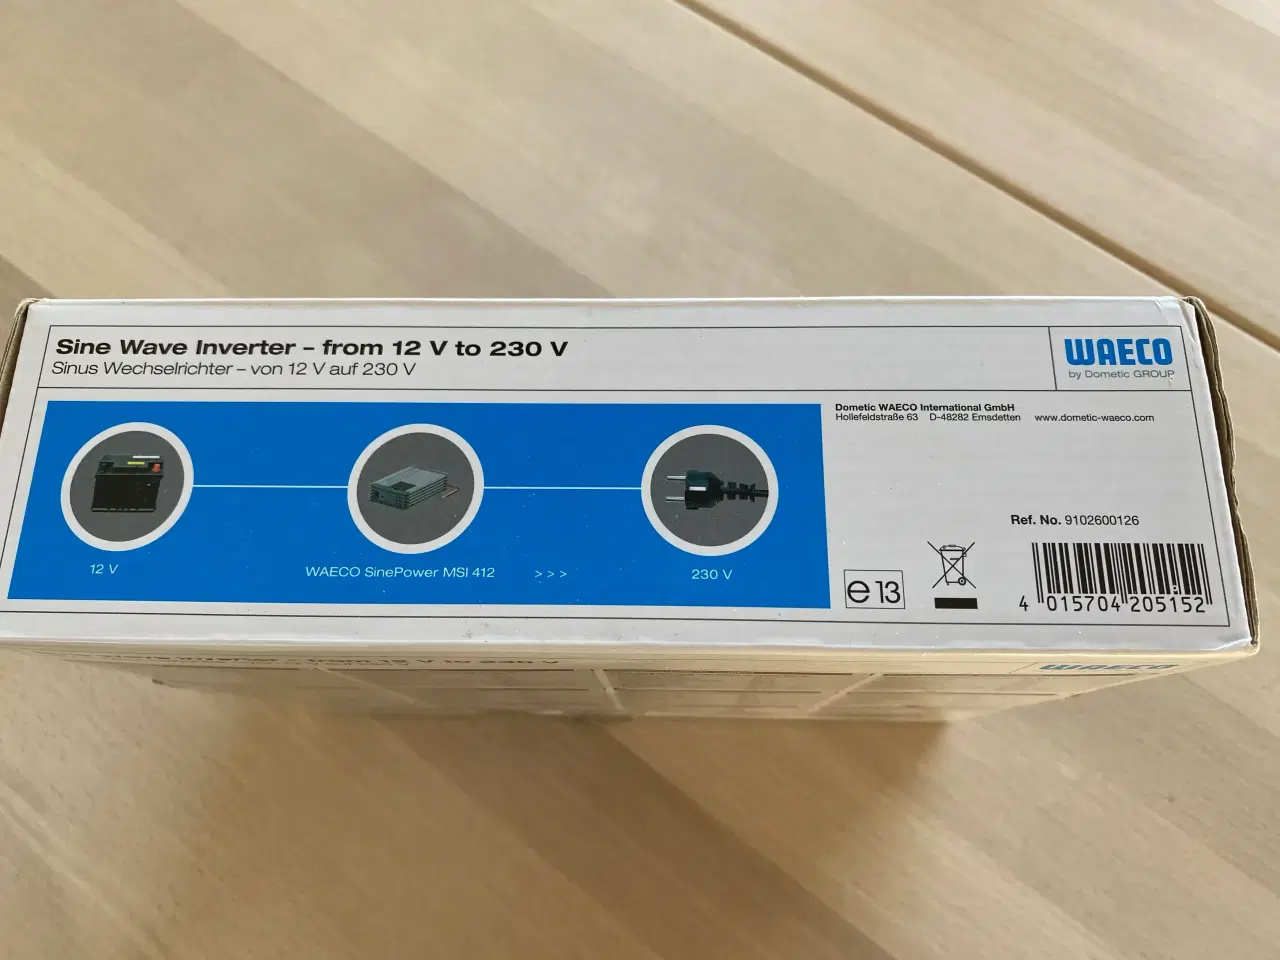 Sine Wave Inverter – from 12 V to 230 V
Sinus Wechselrichter – von 12 V auf 230 V
WAECO
by Dometic GROUP
12 V
WAECO SinePower MSI 412 > > >
230 V
Dometic WAECO International GmbH
Hollefeldstraße 63 D-48282 Emsdetten www.dometic-waeco.com
Ref. No. 9102600126
e 13
4 015704 205152
WAECO